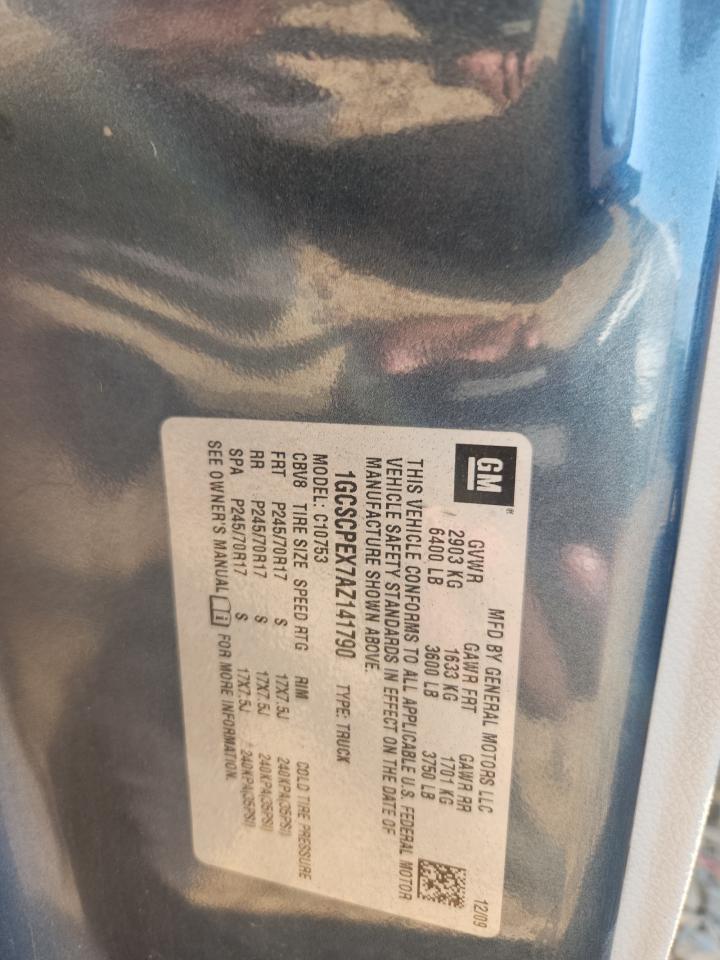 GM
MFD BY GENERAL MOTORS LLC 12/09
GVWR GAWR FRT GAWR RR
2903 KG 1633 KG 1701 KG
6400 LB 3600 LB 3750 LB
THIS VEHICLE CONFORMS TO ALL APPLICABLE U.S. FEDERAL MOTOR
VEHICLE SAFETY STANDARDS IN EFFECT ON THE DATE OF
MANUFACTURE SHOWN ABOVE.
1GCSCPEX7AZ141790 TYPE: TRUCK
MODEL: C10753
CBV8 TIRE SIZE SPEED RTG RIM COLD TIRE PRESSURE
FRT P245/70R17 S 17X7.5J 240KPA(35PSI)
RR P245/70R17 S 17X7.5J 240KPA(35PSI)
SPA P245/70R17 S 17X7.5J 240KPA(35PSI)
SEE OWNER'S MANUAL FOR MORE INFORMATION.